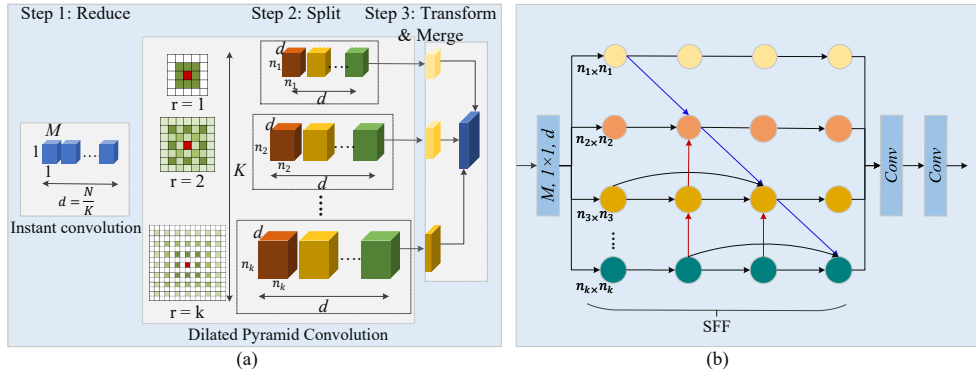 Step 1: Reduce
Step 2: Split
Step 3: Transform
& Merge
r = 1
r = 2
r = k
M
1
1
d = N/K
Instant convolution
K
d
n₁
n₁
d
d
n₂
n₂
d
d
nₖ
nₖ
d
Dilated Pyramid Convolution
(a)
M, 1×1, d
n₁×n₁
n₂×n₂
n₃×n₃
nₖ×nₖ
Conv
Conv
SFF
(b)